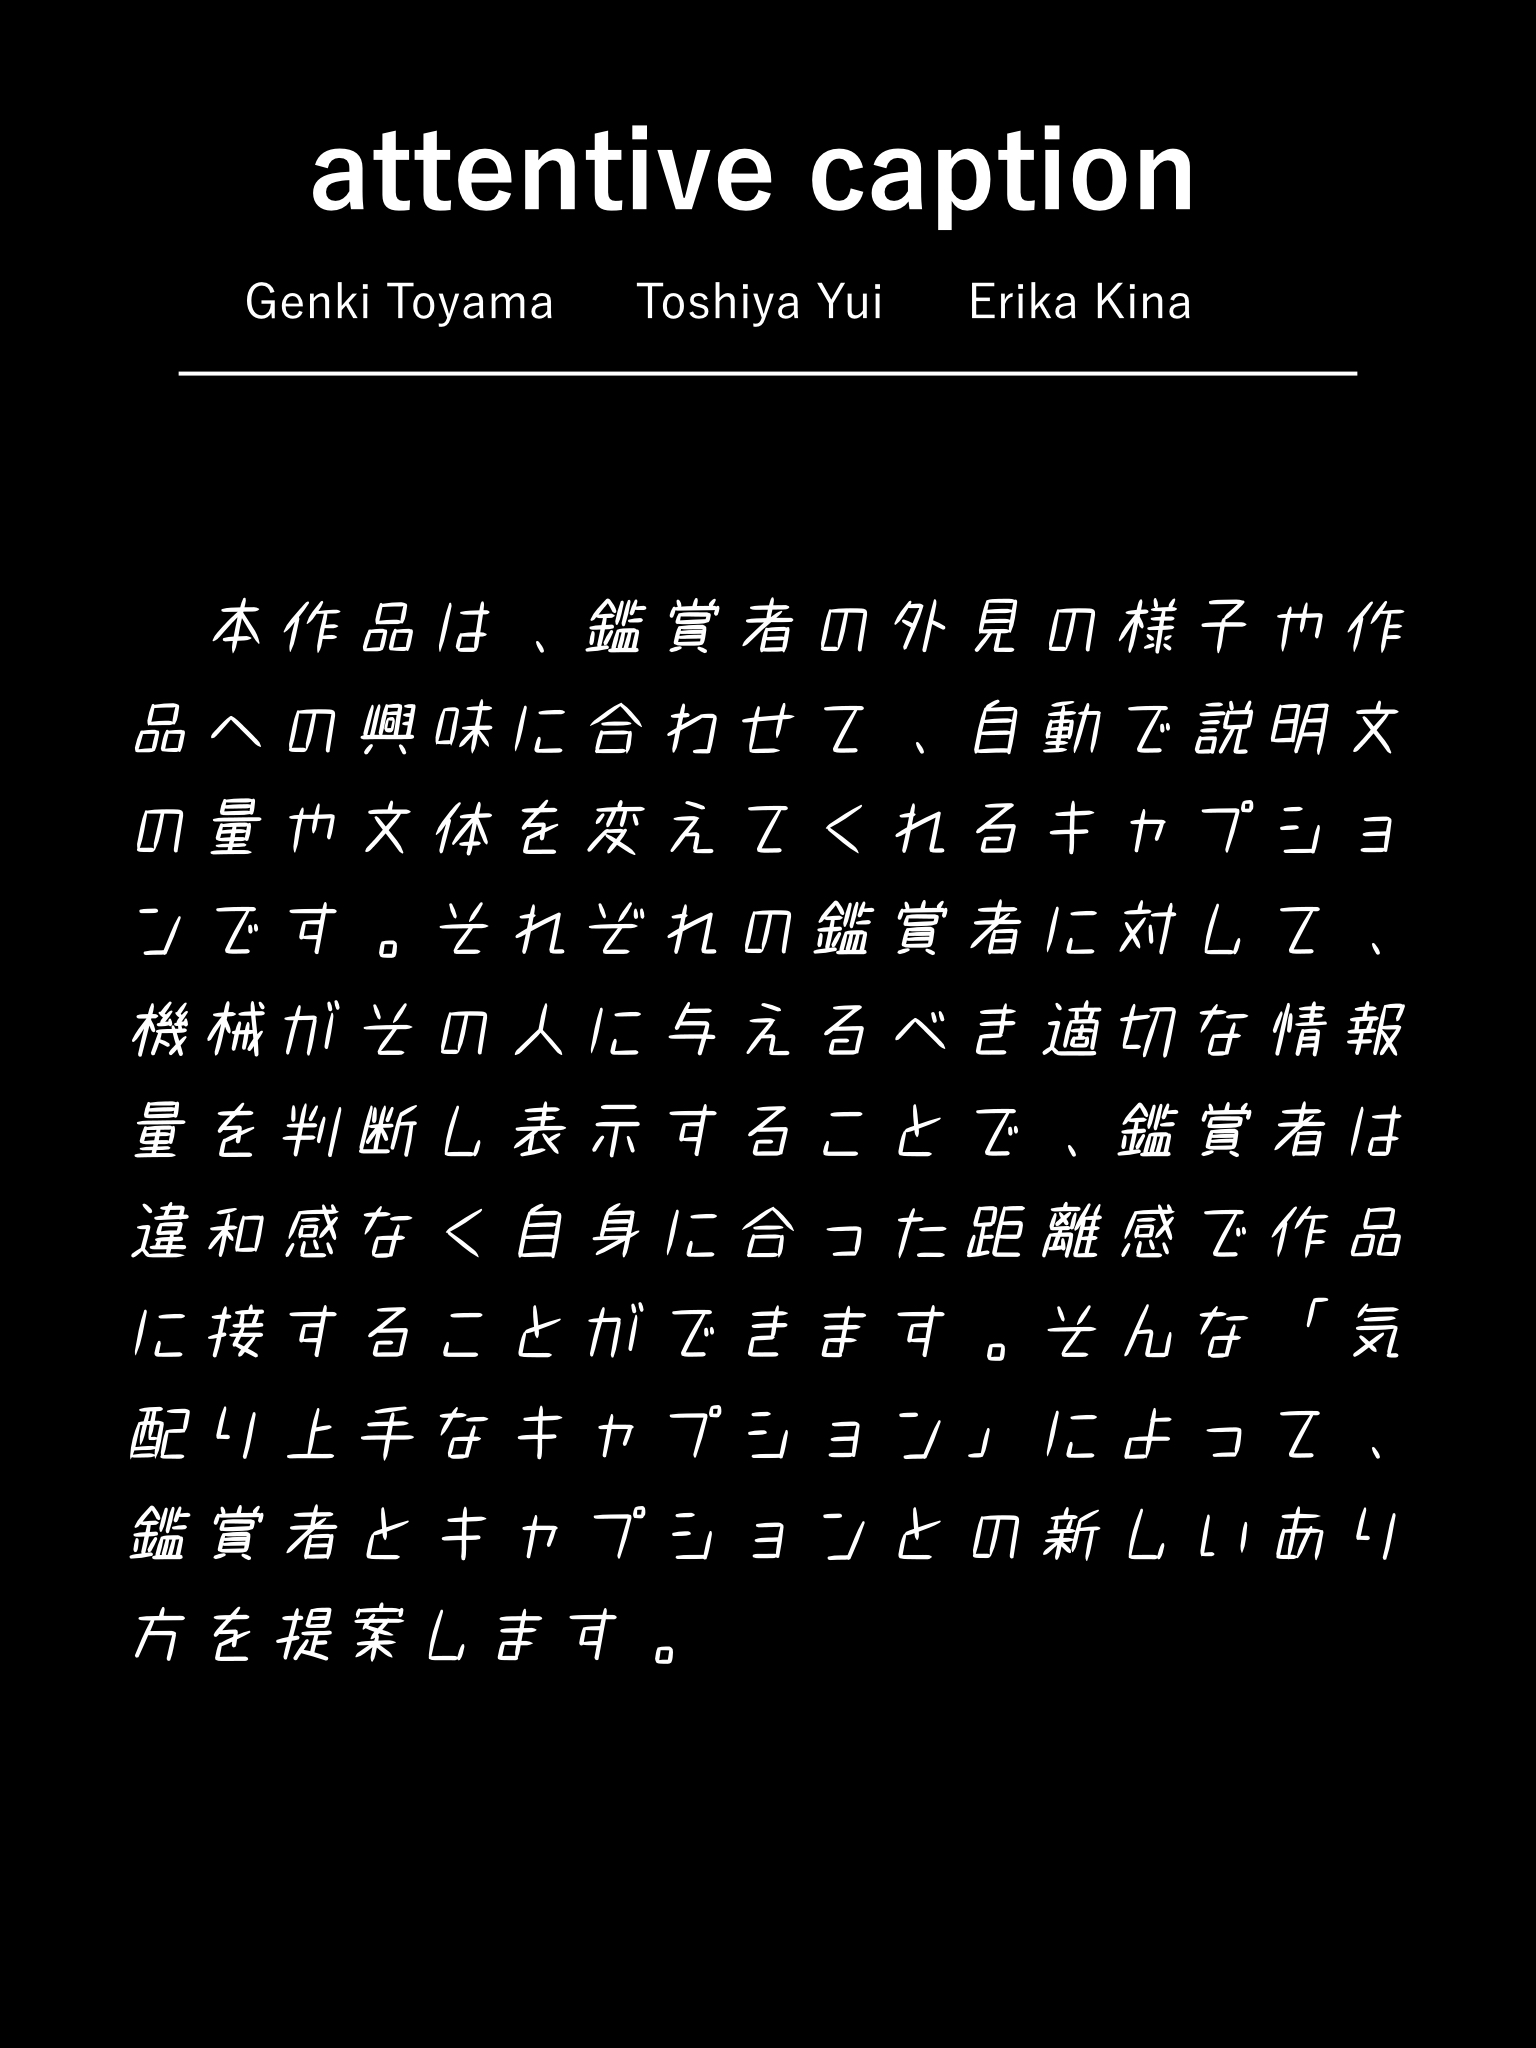 attentive caption
Genki Toyama Toshiya Yui Erika Kina
　本作品は、鑑賞者の外見の様子や作
品への興味に合わせて、自動で説明文
の量や文体を変えてくれるキャプショ
ンです。それぞれの鑑賞者に対して、
機械がその人に与えるべき適切な情報
量を判断し表示することで、鑑賞者は
違和感なく自身に合った距離感で作品
に接することができます。そんな「気
配り上手なキャプション」によって、
鑑賞者とキャプションとの新しいあり
方を提案します。